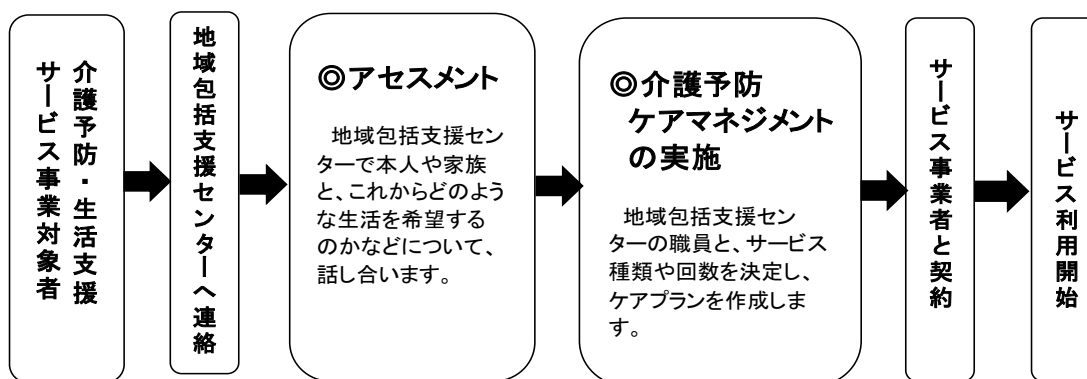 介護予防・生活支援
サービス事業対象者
地域包括支援センターへ連絡
◎アセスメント
地域包括支援セン
ターで本人や家族
と、これからどのよう
な生活を希望する
のかなどについて、
話し合います。
◎介護予防
ケアマネジメント
の実施
地域包括支援セン
ターの職員と、サービス
種類や回数を決定し、
ケアプランを作成しま
す。
サービス事業者と契約
サービス利用開始